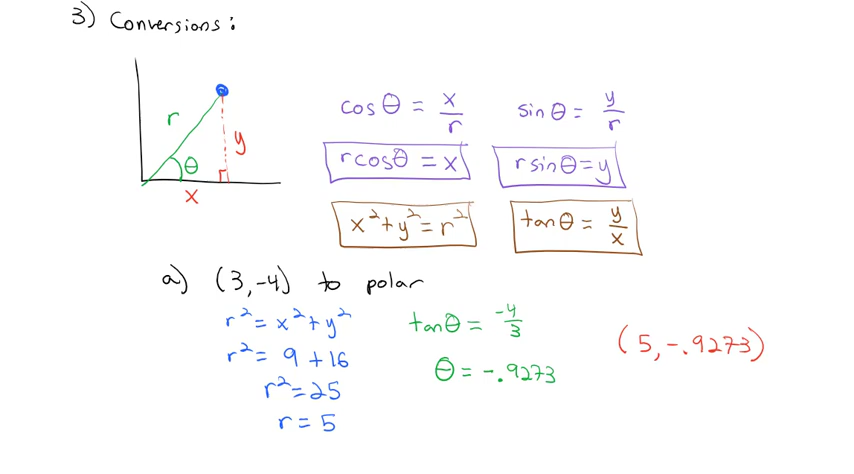 3) Conversions:
r
y
θ
x
cos θ = x/r
sin θ = y/r
r cos θ = x
r sin θ = y
x² + y² = r²
tan θ = y/x
a) (3, -4) to polar
r² = x² + y²
r² = 9 + 16
r² = 25
r = 5
tan θ = -4/3
θ = -.9273
(5, -.9273)